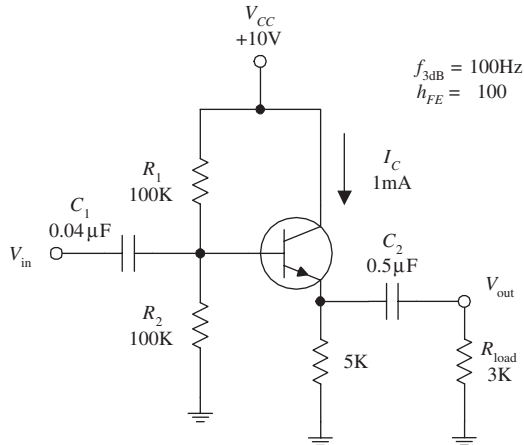 V_CC
+10V
f_3dB = 100Hz
h_FE = 100
R_1
100K
I_C
1mA
C_1
0.04µF
C_2
0.5µF
V_in
V_out
R_2
100K
5K
R_load
3K